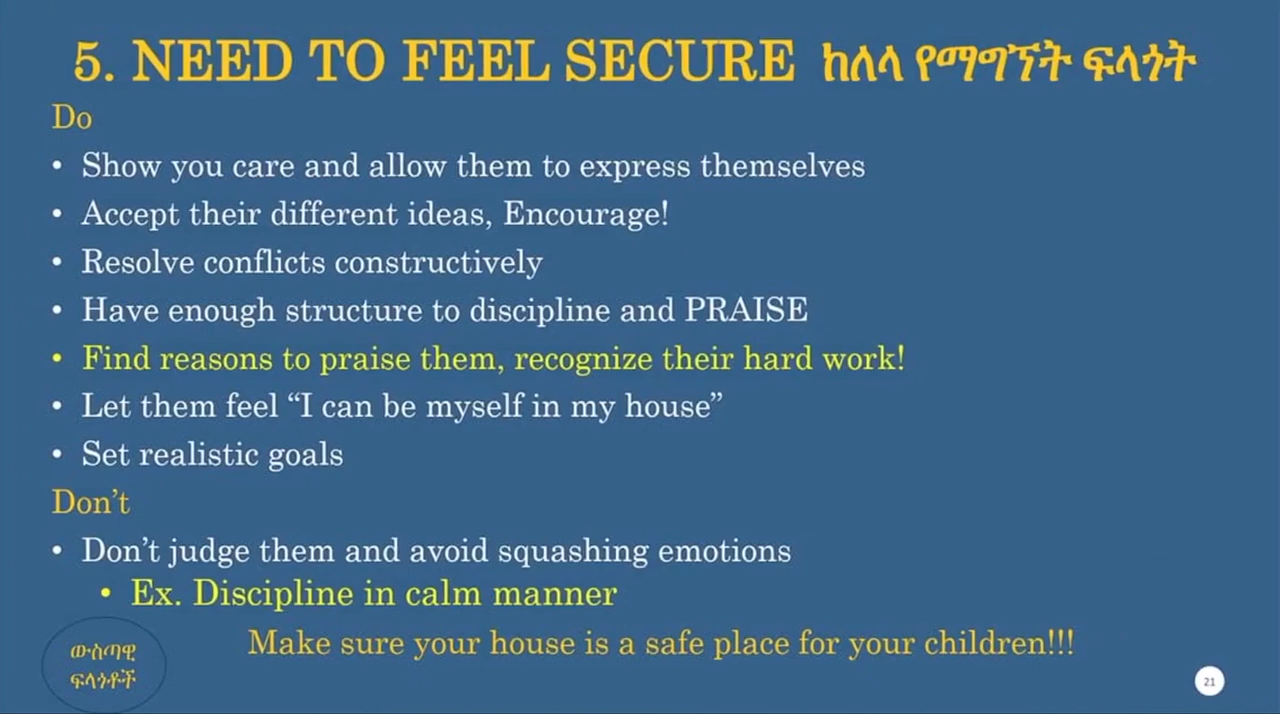 5. NEED TO FEEL SECURE ከለላ የማግኘት ፍላጎት
Do
• Show you care and allow them to express themselves
• Accept their different ideas, Encourage!
• Resolve conflicts constructively
• Have enough structure to discipline and PRAISE
• Find reasons to praise them, recognize their hard work!
• Let them feel “I can be myself in my house”
• Set realistic goals
Don’t
• Don’t judge them and avoid squashing emotions
• Ex. Discipline in calm manner
Make sure your house is a safe place for your children!!!
ውስጣዊ
ፍላጎቶች
21